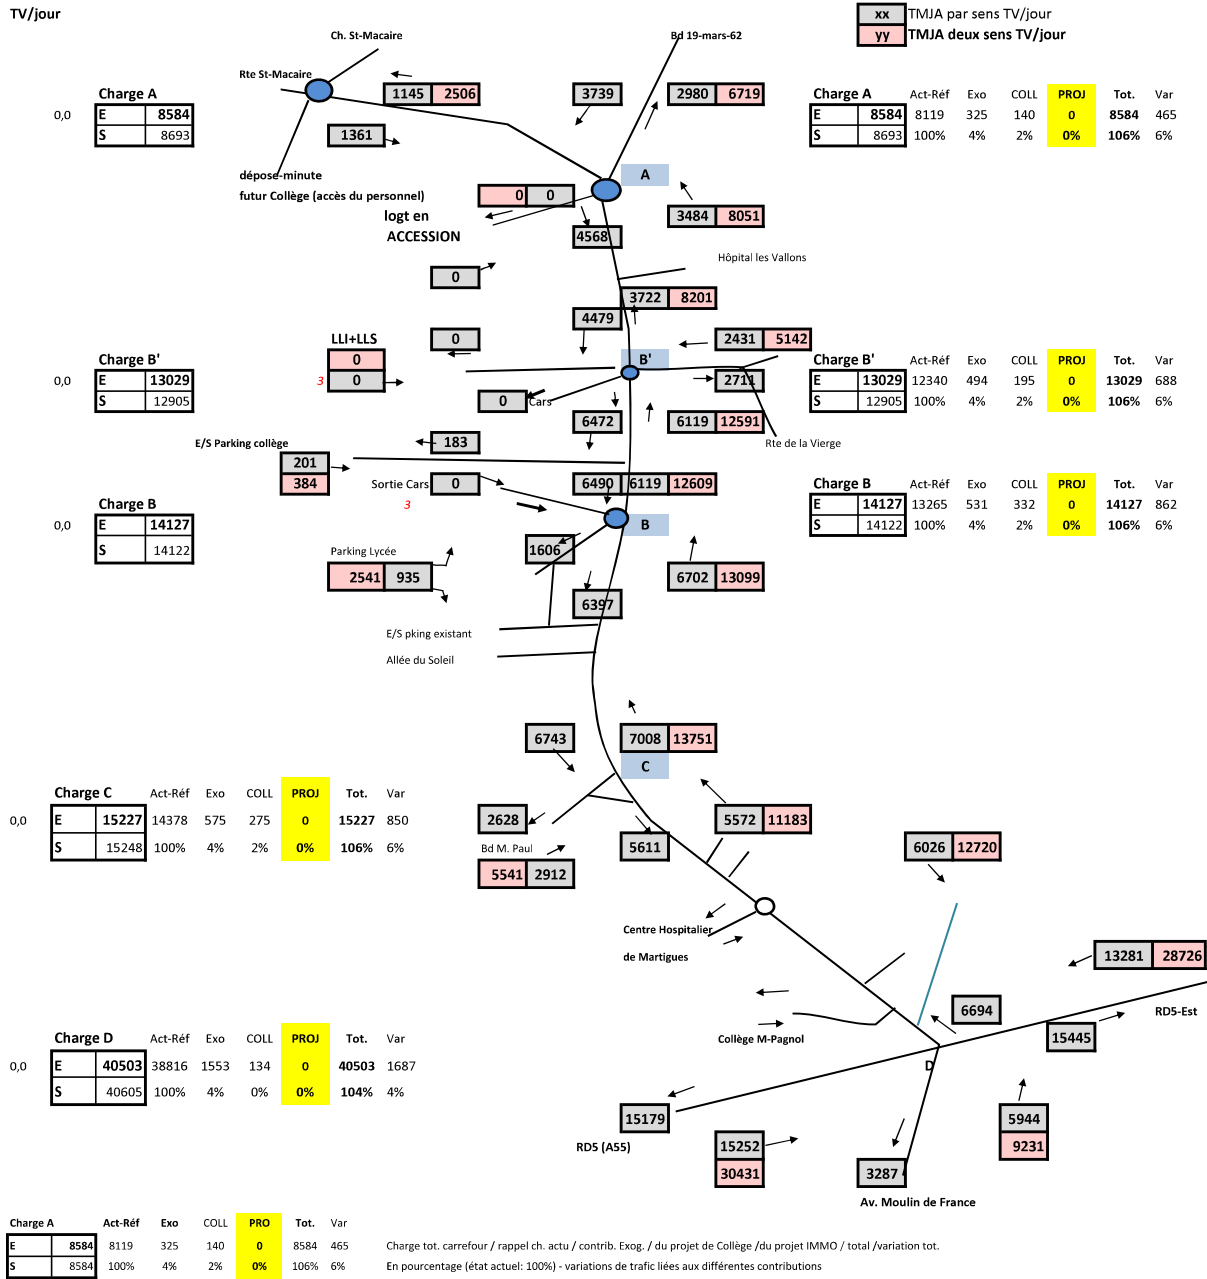 TV/jour
xx TMJA par sens TV/jour
yy TMJA deux sens TV/jour
Ch. St-Macaire
Bd 19-mars-62
Rte St-Macaire
1145 2506
3739
2980 6719
Charge A
0,0
E 8584
S 8693
Charge A Act-Réf Exo COLL PROJ Tot. Var
E 8584 8119 325 140 0 8584 465
S 8693 100% 4% 2% 0% 106% 6%
1361
dépose-minute
futur Collège (accès du personnel)
A
0 0
logt en
ACCESSION
3484 8051
4568
Hôpital les Vallons
0
3722 8201
4479
LLI+LLS
0
0
3 0
2431 5142
B'
Charge B'
0,0
E 13029
S 12905
Charge B' Act-Réf Exo COLL PROJ Tot. Var
E 13029 12340 494 195 0 13029 688
S 12905 100% 4% 2% 0% 106% 6%
2711
0 Cars
6472
6119 12591
Rte de la Vierge
E/S Parking collège
183
201
384
Sortie Cars 0
3
6490 6119 12609
Charge B
0,0
E 14127
S 14122
B
Charge B Act-Réf Exo COLL PROJ Tot. Var
E 14127 13265 531 332 0 14127 862
S 14122 100% 4% 2% 0% 106% 6%
1606
Parking Lycée
2541 935
6702 13099
6397
E/S pking existant
Allée du Soleil
6743
7008 13751
C
Charge C Act-Réf Exo COLL PROJ Tot. Var
0,0 E 15227 14378 575 275 0 15227 850
S 15248 100% 4% 2% 0% 106% 6%
2628
5572 11183
Bd M. Paul
5611
5541 2912
6026 12720
Centre Hospitalier
de Martigues
13281 28726
6694
RD5-Est
15445
Collège M-Pagnol
D
Charge D Act-Réf Exo COLL PROJ Tot. Var
0,0 E 40503 38816 1553 134 0 40503 1687
S 40605 100% 4% 0% 0% 104% 4%
15179
5944
9231
RD5 (A55)
15252
30431
3287
Av. Moulin de France
Charge A Act-Réf Exo COLL PRO Tot. Var
E 8584 8119 325 140 0 8584 465 Charge tot. carrefour / rappel ch. actu / contrib. Exog. / du projet de Collège /du projet IMMO / total /variation tot.
S 8584 100% 4% 2% 0% 106% 6% En pourcentage (état actuel: 100%) - variations de trafic liées aux différentes contributions